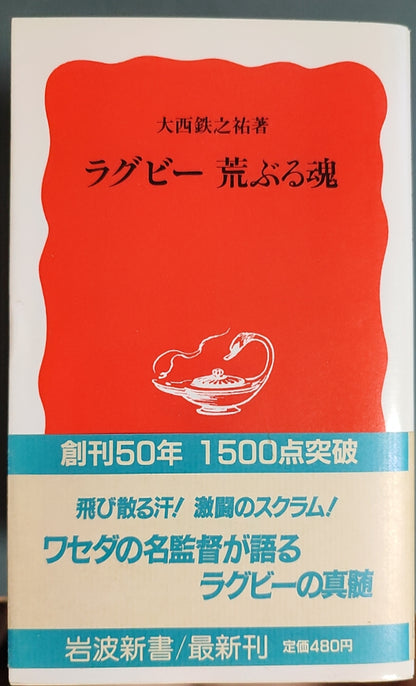 大西鉄之祐著
ラグビー 荒ぶる魂
創刊50年 1500点突破
飛び散る汗! 激闘のスクラム!
ワセダの名監督が語る
ラグビーの真髄
岩波新書/最新刊 定価480円